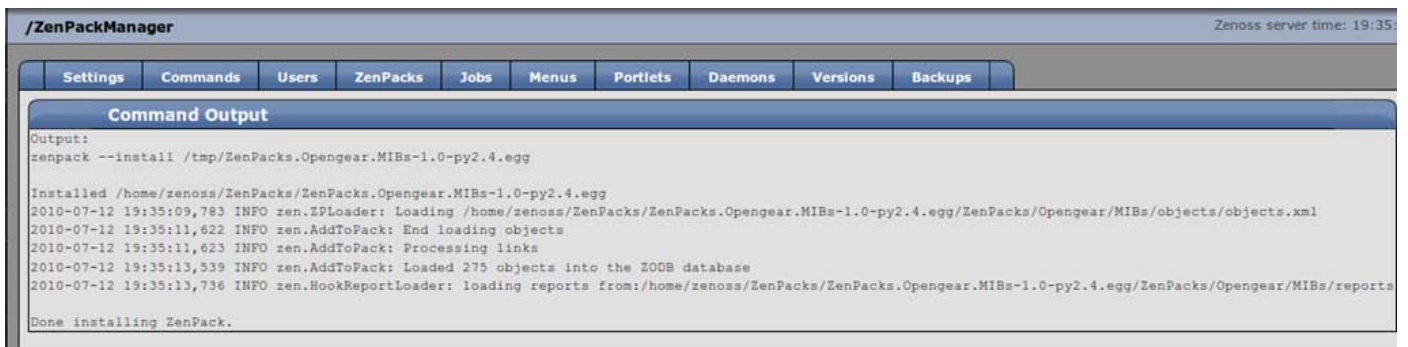 /ZenPackManager
Zenoss server time: 19:35:
Settings Commands Users ZenPacks Jobs Menus Portlets Daemons Versions Backups
Command Output
Output:
zenpack --install /tmp/ZenPacks.Opengear.MIBs-1.0-py2.4.egg
Installed /home/zenoss/ZenPacks/ZenPacks.Opengear.MIBs-1.0-py2.4.egg
2010-07-12 19:35:09,783 INFO zen.ZPLoader: Loading /home/zenoss/ZenPacks/ZenPacks.Opengear.MIBs-1.0-py2.4.egg/ZenPacks/Opengear/MIBs/objects/objects.xml
2010-07-12 19:35:11,622 INFO zen.AddToPack: End loading objects
2010-07-12 19:35:11,623 INFO zen.AddToPack: Processing links
2010-07-12 19:35:13,539 INFO zen.AddToPack: Loaded 275 objects into the ZODB database
2010-07-12 19:35:13,736 INFO zen.HookReportLoader: loading reports from:/home/zenoss/ZenPacks/ZenPacks.Opengear.MIBs-1.0-py2.4.egg/ZenPacks/Opengear/MIBs/reports
Done installing ZenPack.